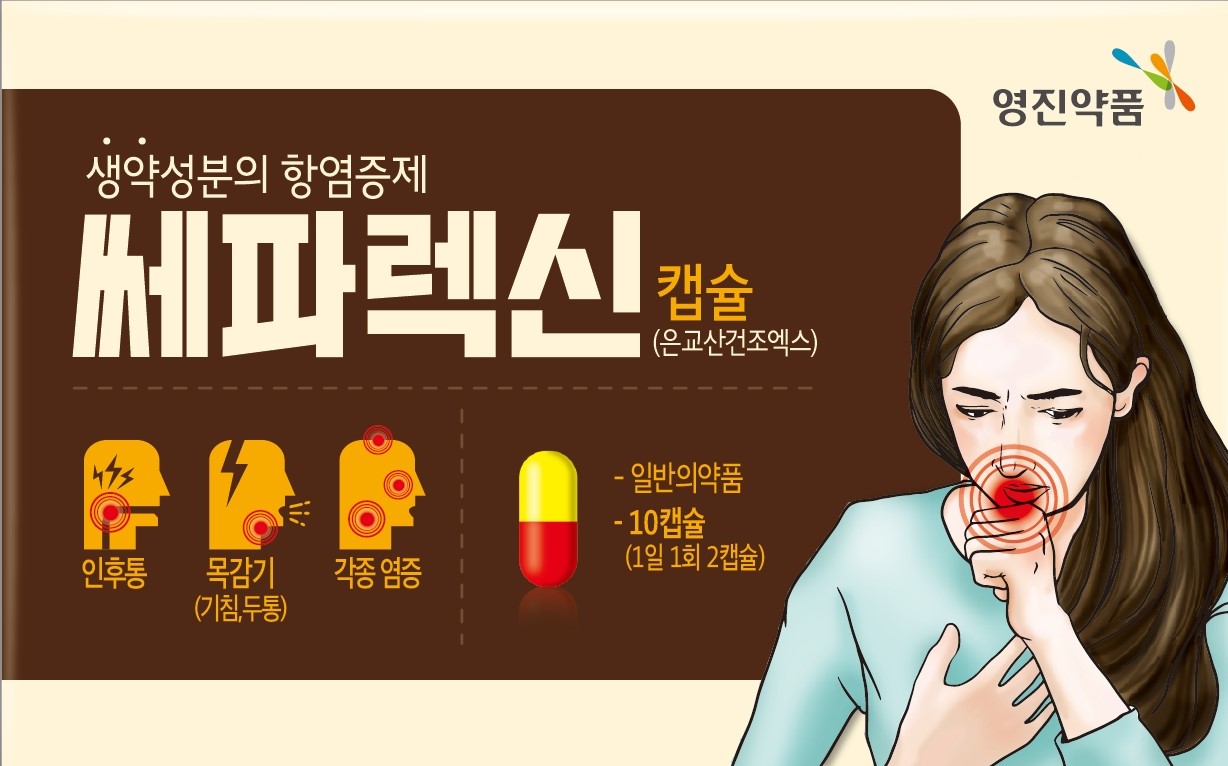 영진약품
생약성분의 항염증제
쎄파렉신 캡슐
(은교산건조엑스)
인후통
목감기
(기침,두통)
각종 염증
- 일반의약품
- 10캡슐
(1일 1회 2캡슐)